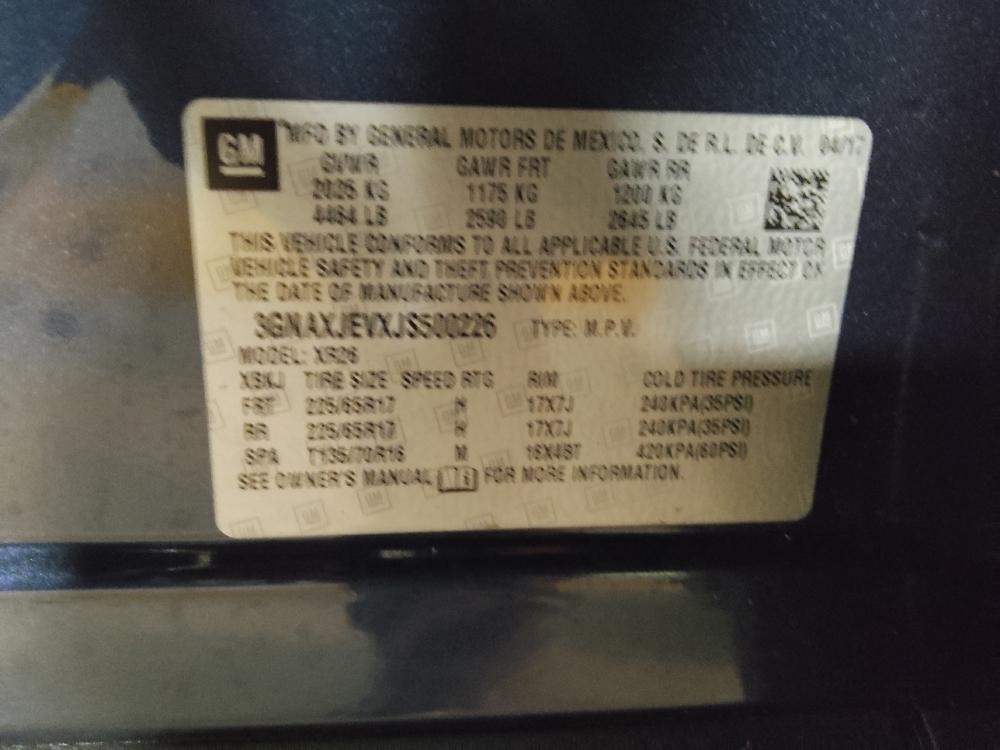 GM
MFD BY GENERAL MOTORS DE MEXICO, S. DE R.L. DE C.V. 04/17
GVWR GAWR FRT GAWR RR
2025 KG 1175 KG 1200 KG
4464 LB 2590 LB 2645 LB
THIS VEHICLE CONFORMS TO ALL APPLICABLE U.S. FEDERAL MOTOR
VEHICLE SAFETY AND THEFT PREVENTION STANDARDS IN EFFECT ON
THE DATE OF MANUFACTURE SHOWN ABOVE.
3GNAXJEVXJS500226 TYPE: M.P.V.
MODEL: XR26
TIRE SIZE SPEED RTG RIM COLD TIRE PRESSURE
FRT 225/65R17 H 17X7J 240KPA(35PSI)
RR 225/65R17 H 17X7J 240KPA(35PSI)
SPA T135/70R16 M 16X4BT 420KPA(60PSI)
SEE OWNER'S MANUAL FOR MORE INFORMATION.